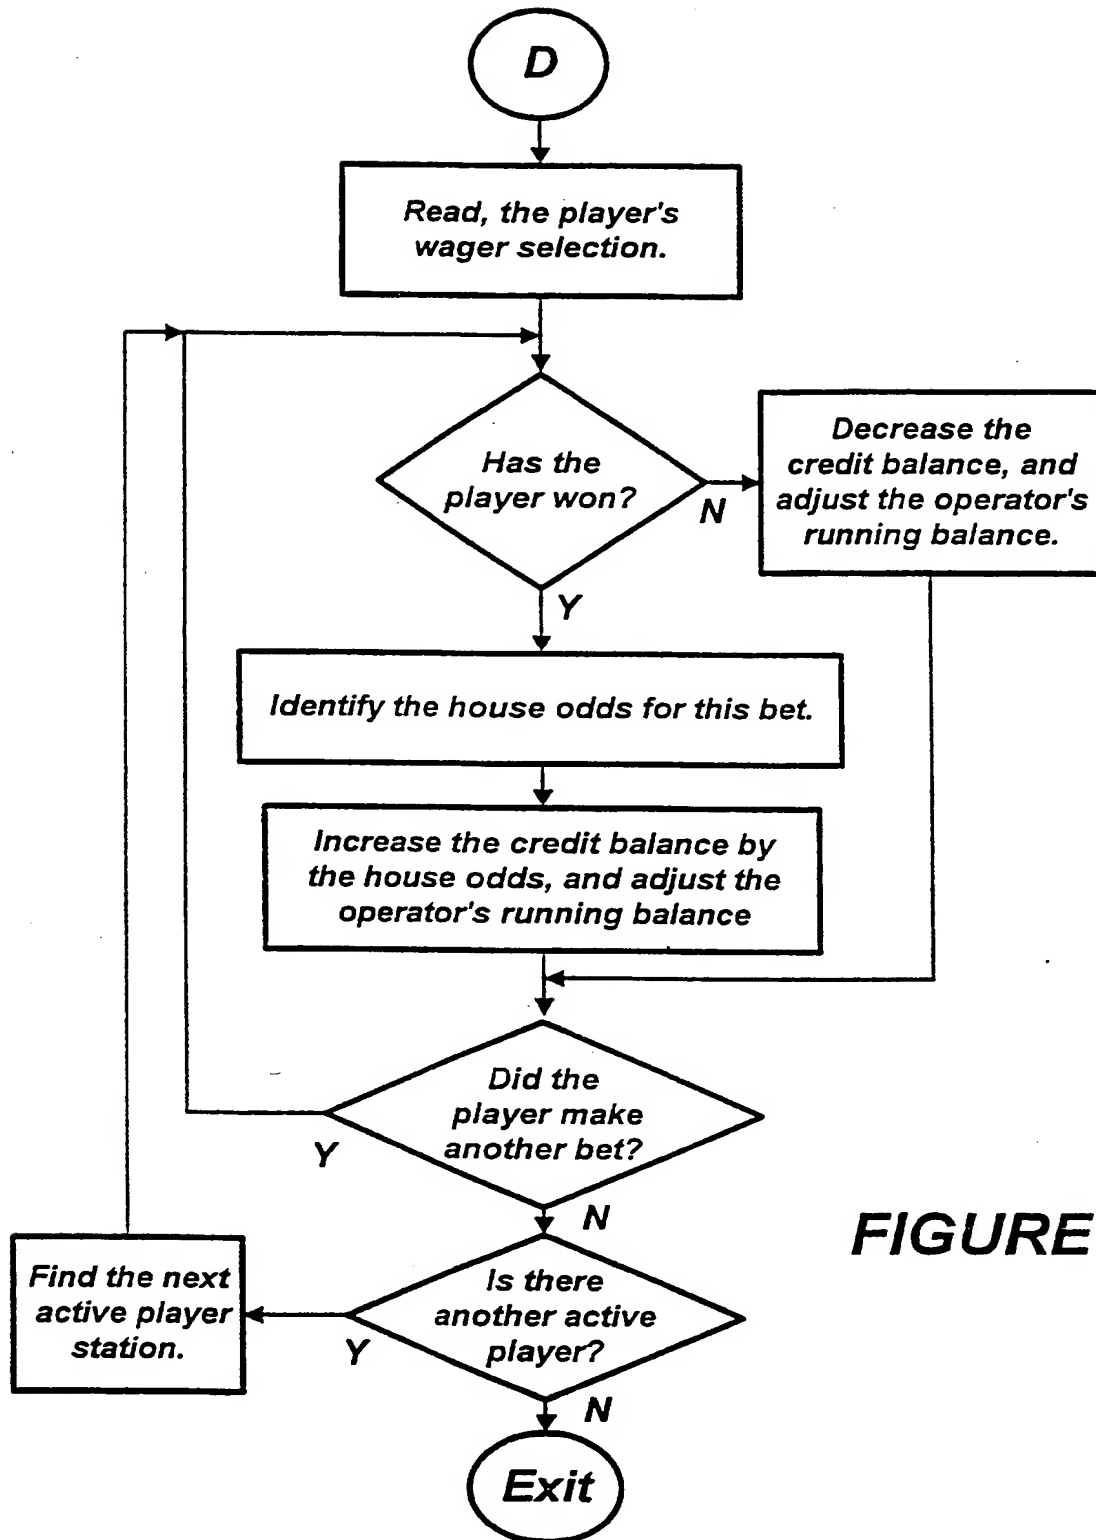 D
Read, the player's
wager selection.
Has the
player won?
N
Decrease the
credit balance, and
adjust the operator's
running balance.
Y
Identify the house odds for this bet.
Increase the credit balance by
the house odds, and adjust the
operator's running balance
Did the
player make
another bet?
Y
N
FIGURE
Find the next
active player
station.
Is there
another active
player?
Y
N
Exit